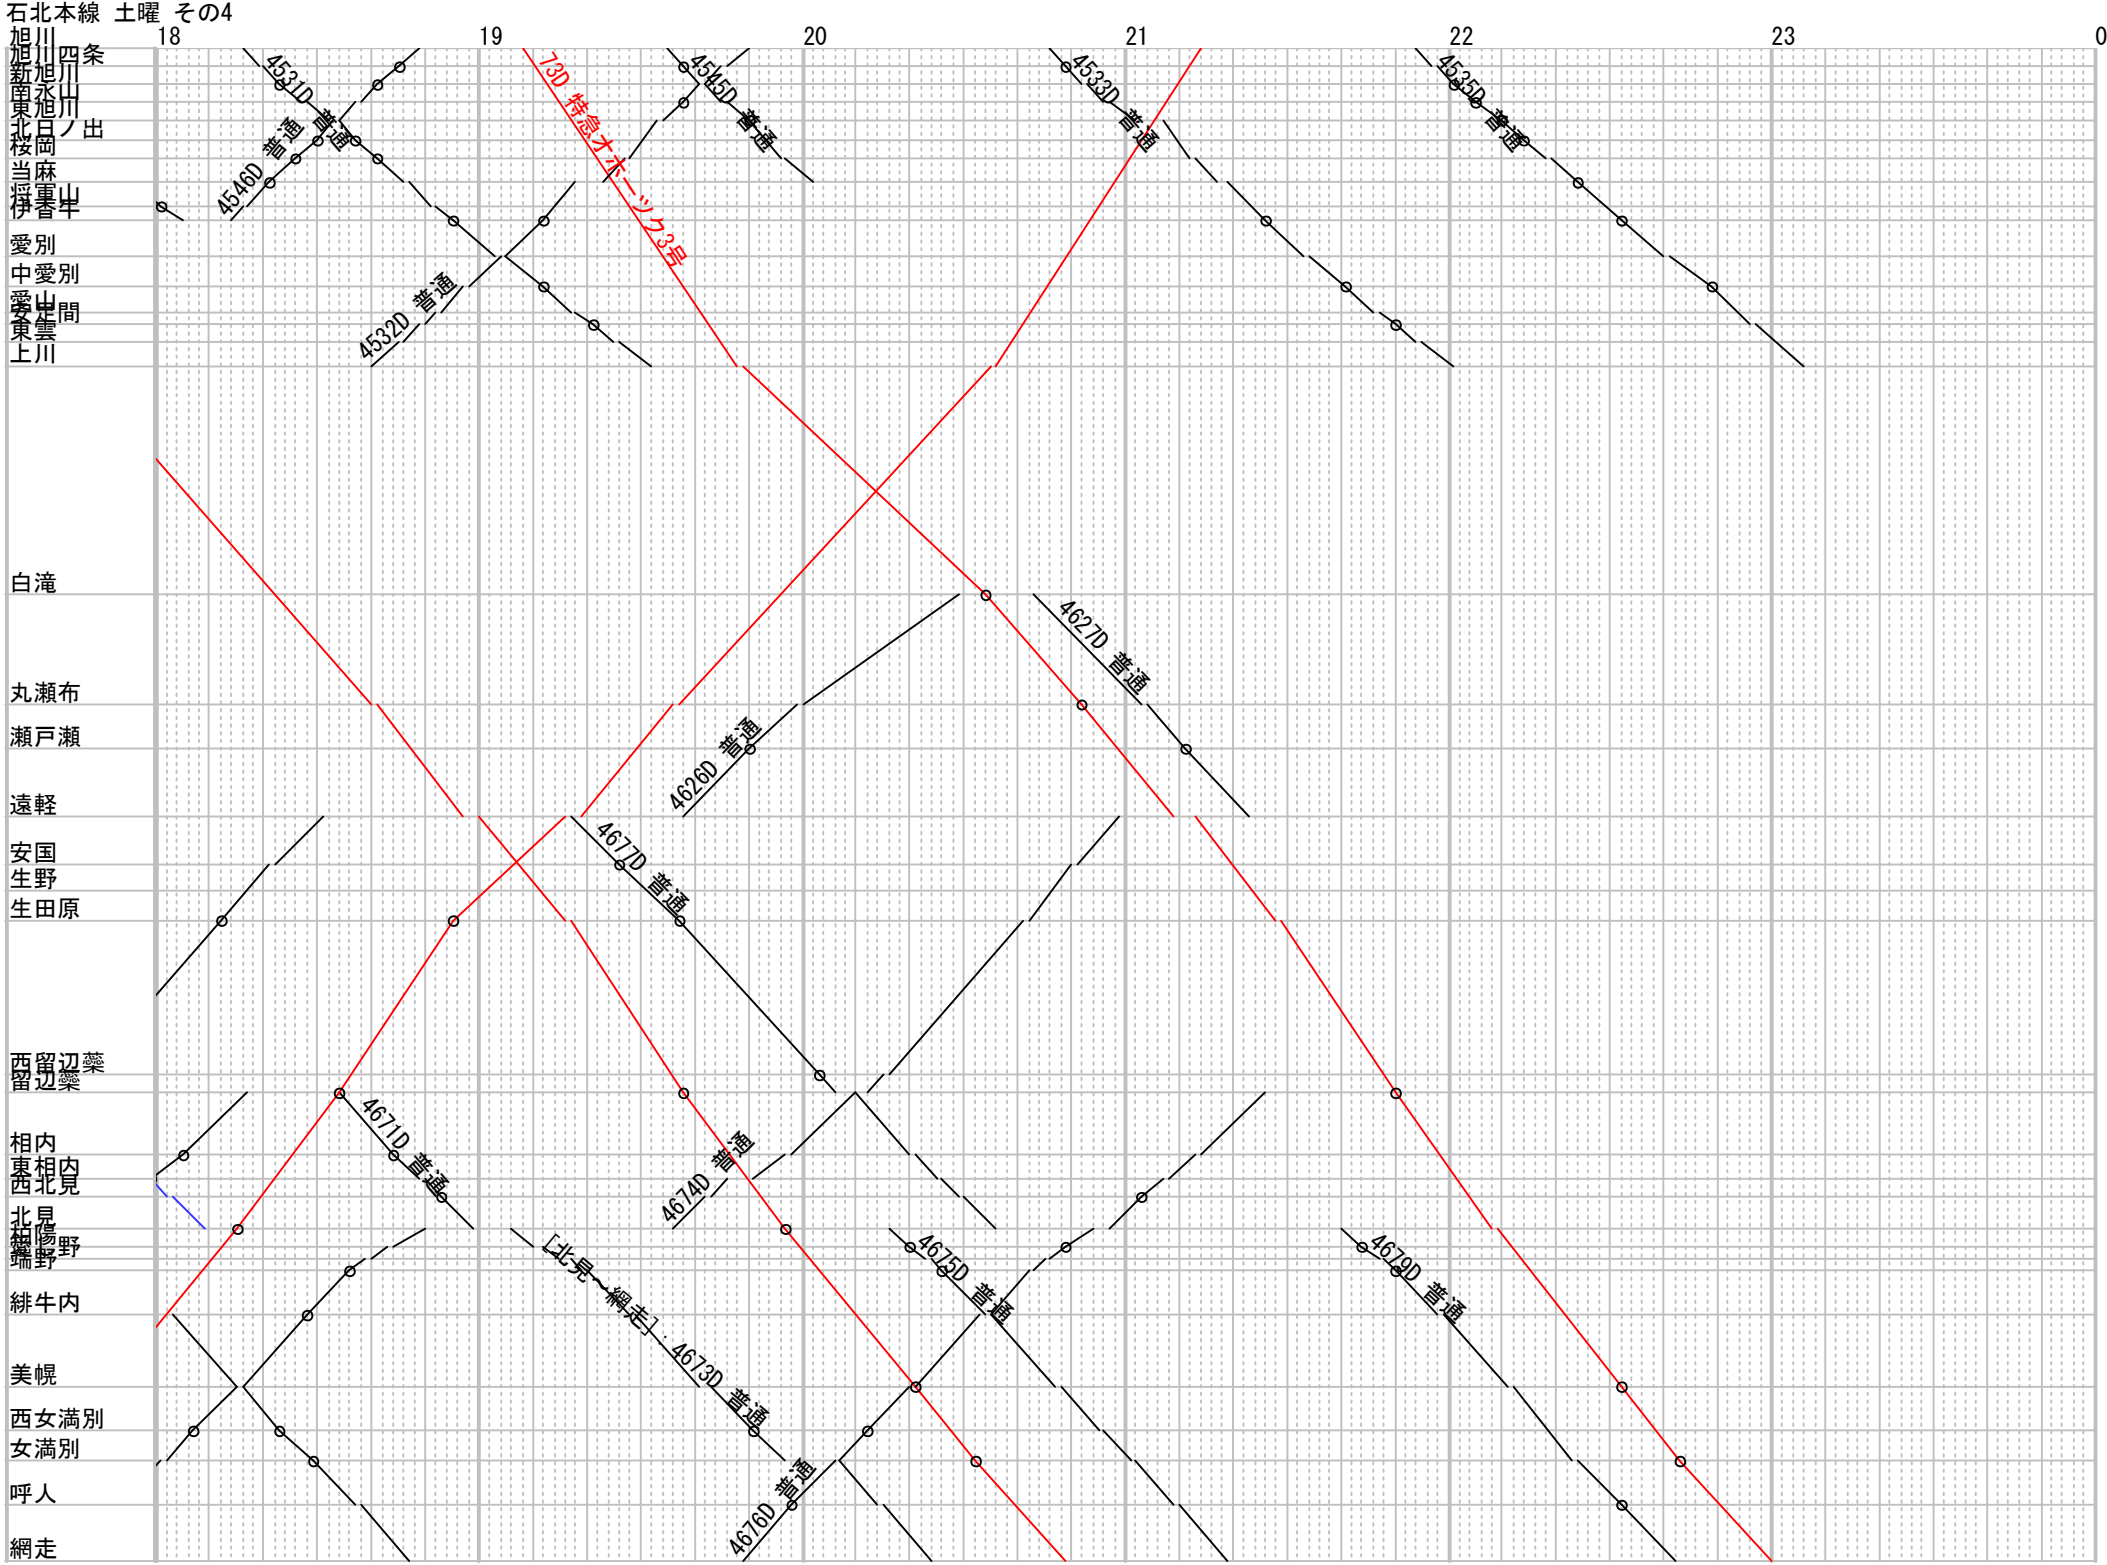 石北本線 土曜 その4
18 19 20 21 22 23 0
旭川
旭川四条
新旭川
南永山
東旭川
北日ノ出
桜岡
当麻
将軍山
伊香牛
愛別
中愛別
愛山
安足間
東雲
上川
白滝
丸瀬布
瀬戸瀬
遠軽
安国
生野
生田原
西留辺蘂
留辺蘂
相内
東相内
西北見
北見
柏陽
愛し野
端野
緋牛内
美幌
西女満別
女満別
呼人
網走
4531D 普通
4546D 普通
4532D 普通
73D 特急オホーツク3号
4545D 普通
4533D 普通
4535D 普通
4627D 普通
4626D 普通
4677D 普通
4671D 普通
4674D 普通
[北見~網走]:4673D 普通
4675D 普通
4679D 普通
4676D 普通